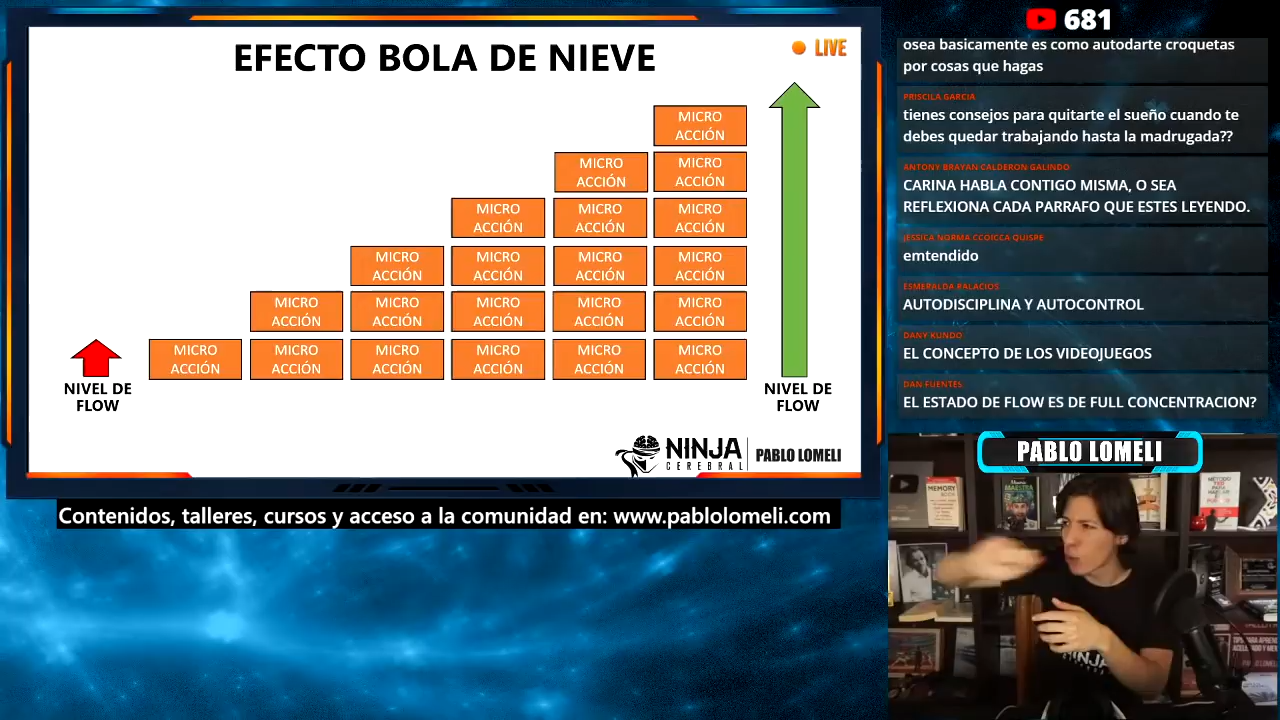 EFECTO BOLA DE NIEVE
LIVE
MICRO
ACCIÓN
MICRO
ACCIÓN
MICRO
ACCIÓN
MICRO
ACCIÓN
MICRO
ACCIÓN
MICRO
ACCIÓN
MICRO
ACCIÓN
MICRO
ACCIÓN
MICRO
ACCIÓN
MICRO
ACCIÓN
MICRO
ACCIÓN
MICRO
ACCIÓN
MICRO
ACCIÓN
MICRO
ACCIÓN
MICRO
ACCIÓN
MICRO
ACCIÓN
MICRO
ACCIÓN
MICRO
ACCIÓN
MICRO
ACCIÓN
MICRO
ACCIÓN
MICRO
ACCIÓN
NIVEL DE
FLOW
NIVEL DE
FLOW
NINJA
CEREBRAL
PABLO LOMELI
Contenidos, talleres, cursos y acceso a la comunidad en: www.pablolomeli.com
681
osea basicamente es como autodarte croquetas
por cosas que hagas
PRISCILA GARCIA
tienes consejos para quitarte el sueño cuando te
debes quedar trabajando hasta la madrugada??
ANTONY BRAYAN CALDERON GALINDO
CARINA HABLA CONTIGO MISMA, O SEA
REFLEXIONA CADA PARRAFO QUE ESTES LEYENDO.
JESSICA NORMA CCOICCA QUISPE
emtendido
ESMERALDA PALACIOS
AUTODISCIPLINA Y AUTOCONTROL
DANY KUNDO
EL CONCEPTO DE LOS VIDEOJUEGOS
DAN FUENTES
EL ESTADO DE FLOW ES DE FULL CONCENTRACION?
PABLO LOMELI
MEMORY
NINJA